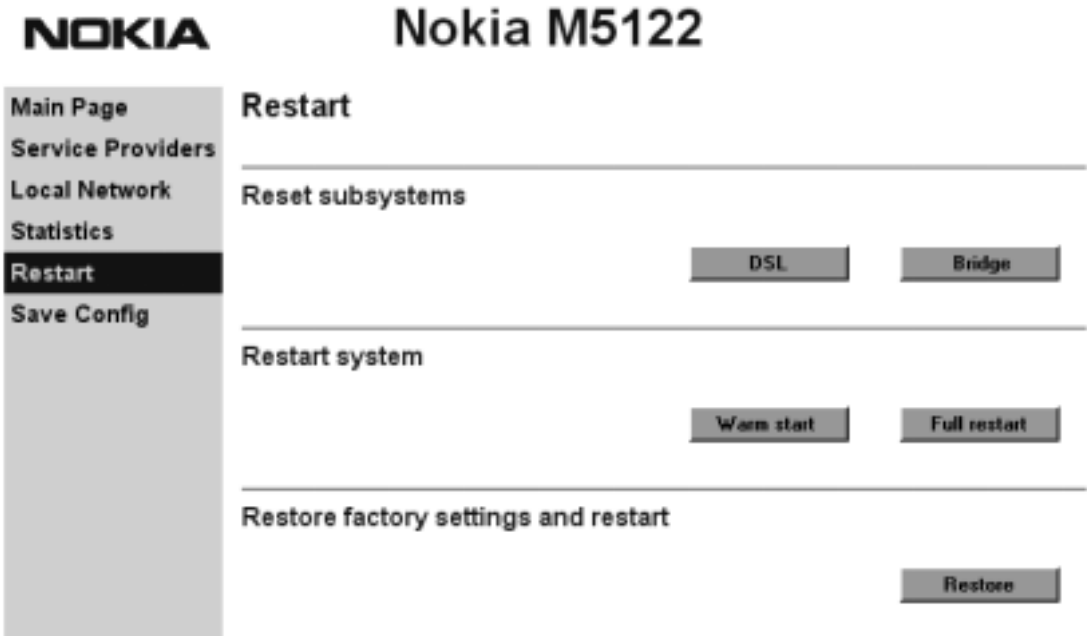 NOKIA
Nokia M5122
Main Page
Service Providers
Local Network
Statistics
Restart
Save Config
Restart
Reset subsystems
DSL
Bridge
Restart system
Warm start
Full restart
Restore factory settings and restart
Restore